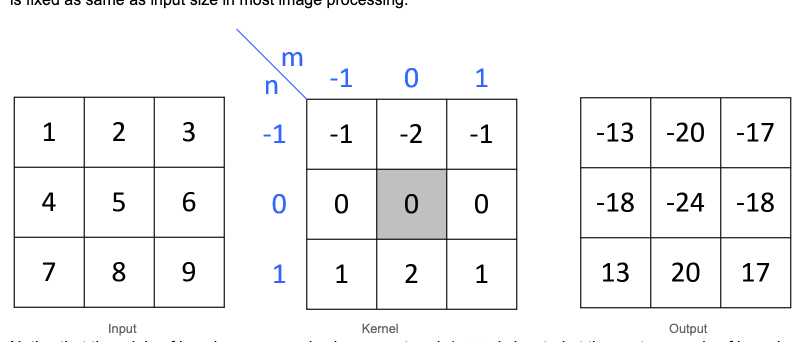 is fixed as same as input size in most image processing.
m
n -1 0 1
1 2 3 -1 -1 -2 -1 -13 -20 -17
4 5 6 0 0 0 0 -18 -24 -18
7 8 9 1 1 2 1 13 20 17
Input Kernel Output